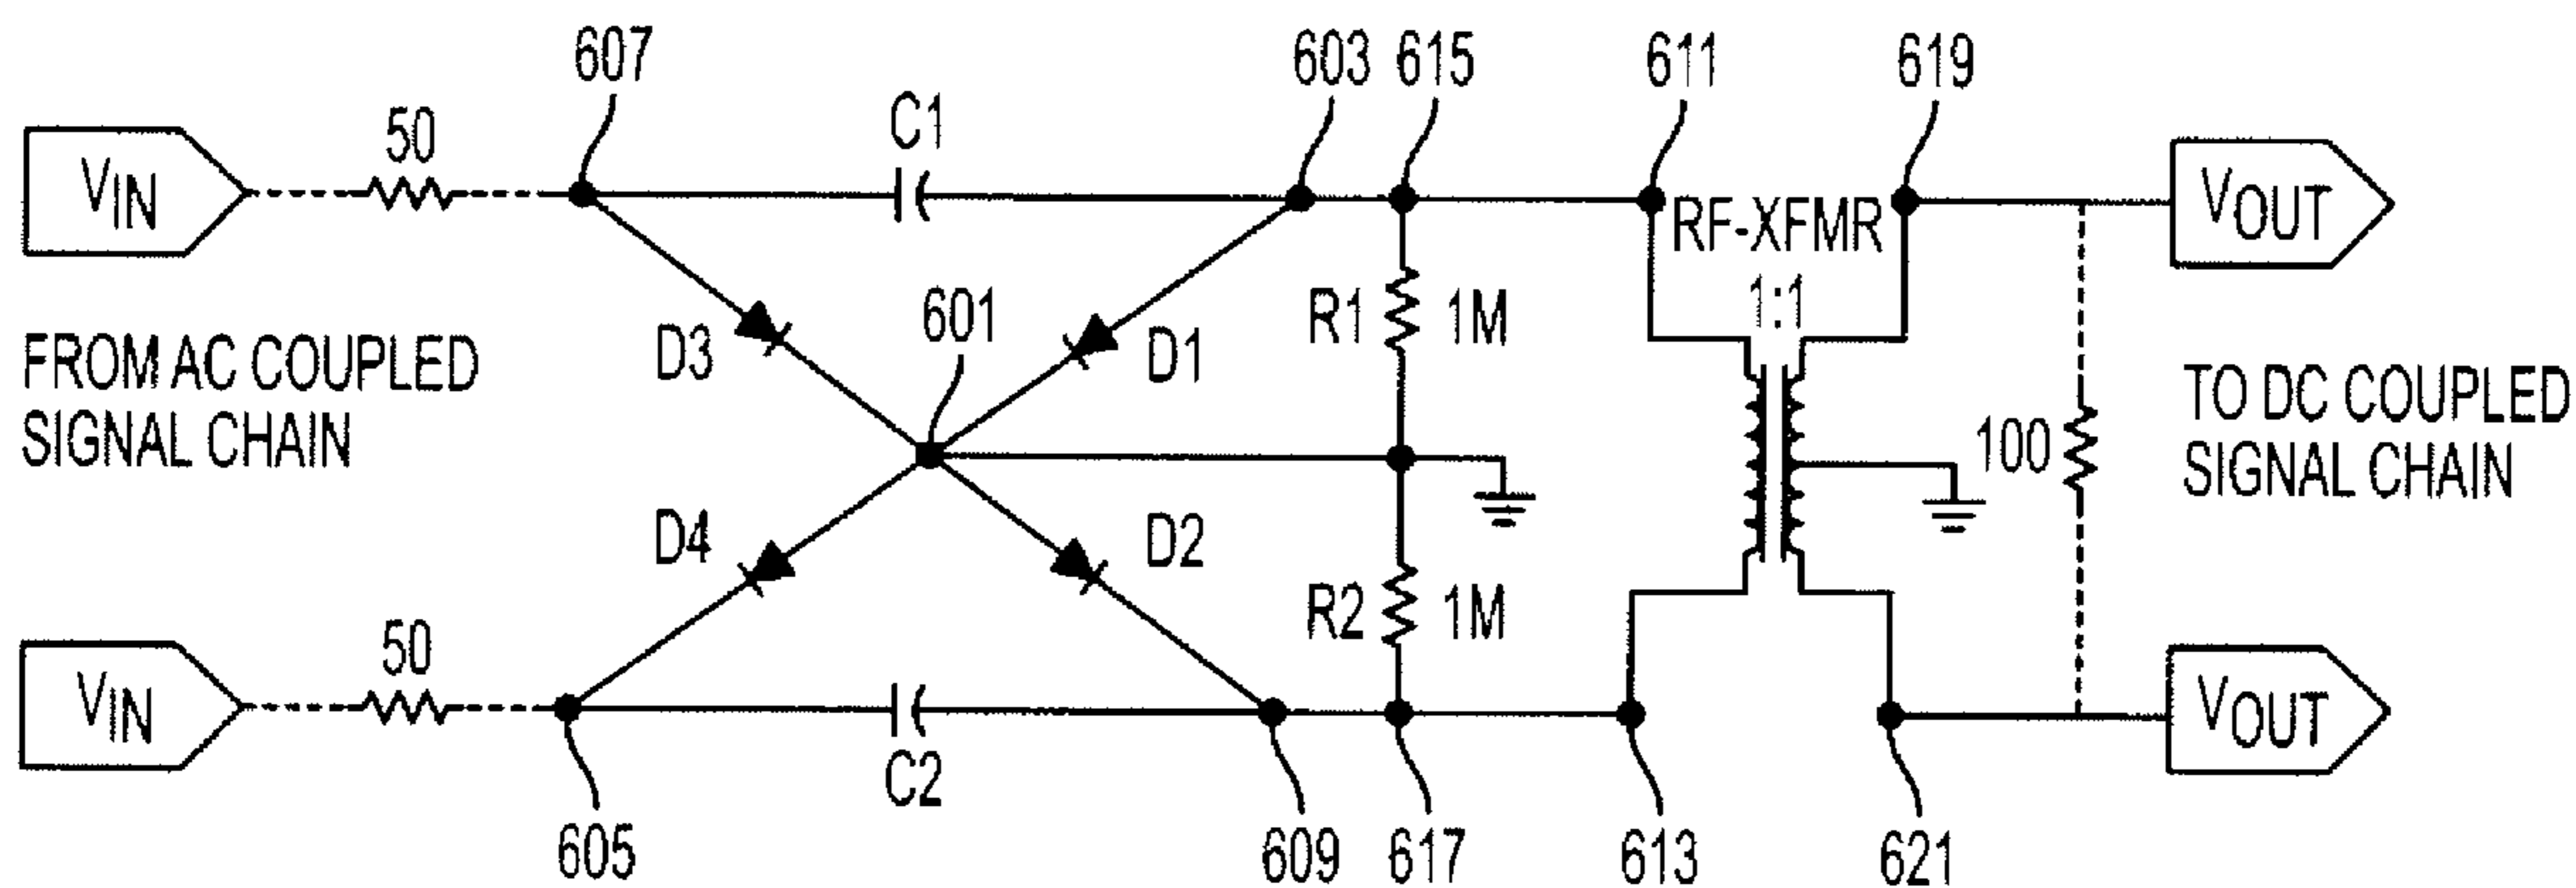 607
603
615
611
619
VIN
50
C1
RF-XFMR
1:1
VOUT
FROM AC COUPLED
SIGNAL CHAIN
D3
601
D1
R1
1M
100
TO DC COUPLED
SIGNAL CHAIN
D4
D2
R2
1M
VIN
50
C2
VOUT
605
609
617
613
621